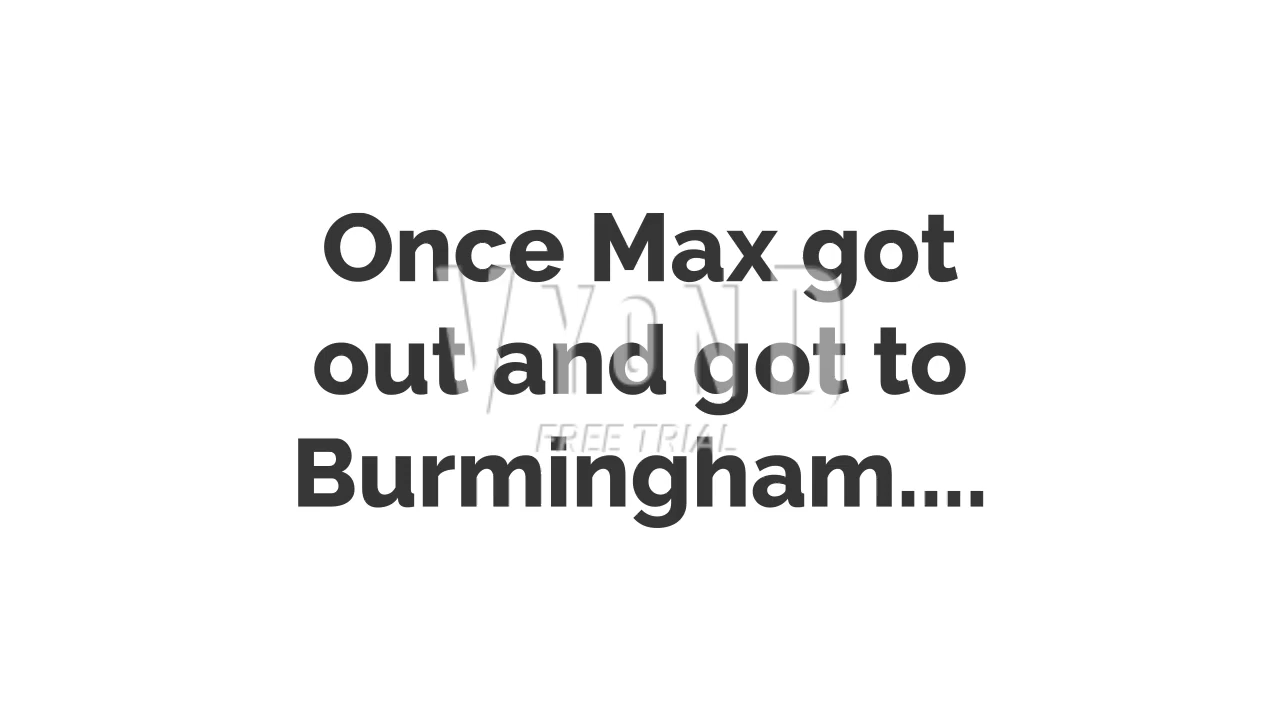 Once Max got
out and got to
Burmingham....
VYOND
FREE TRIAL